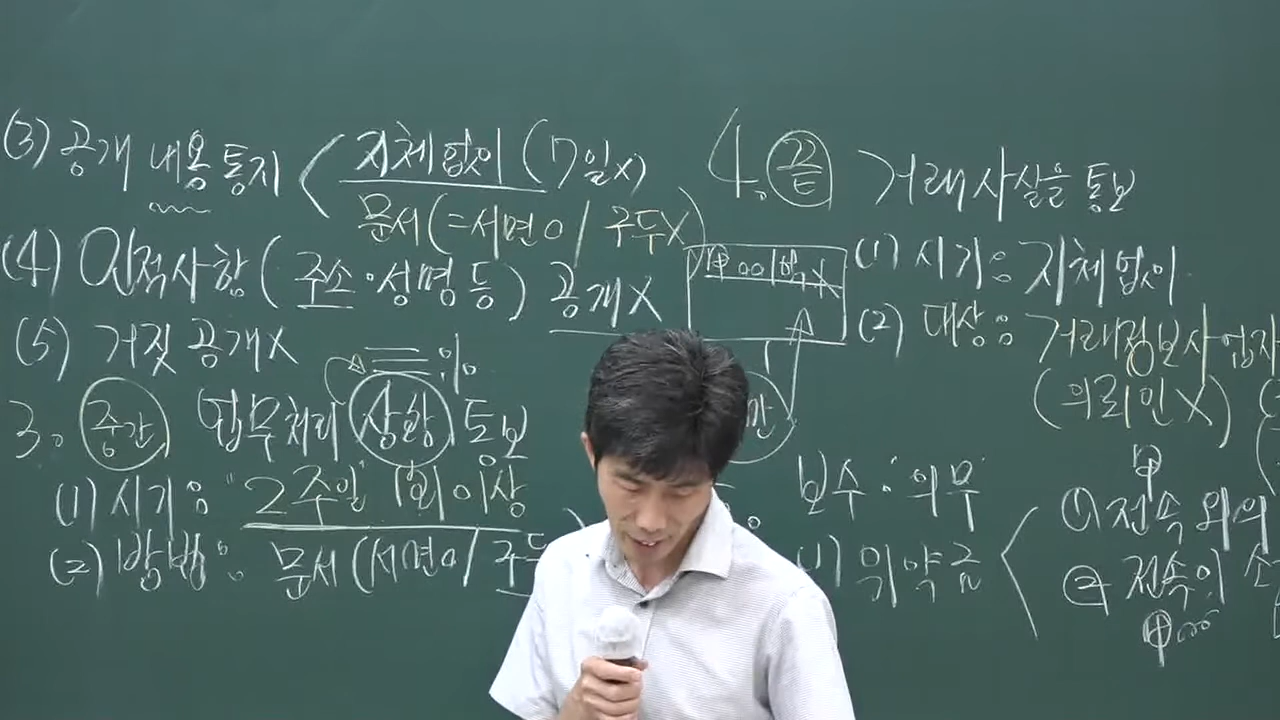 (3) 공개 내용 통지 < 지체없이 (7일X)
문서(=서면이/ 구두X)
(4) 인적사항 ( 주소·성명 등) 공개X
(5) 거짓 공개X
3. 중간 업무처리 상황 통보
(1) 시기: "2주일" 1회 이상
(2) 방법: 문서(서면이/ 구두
4. 끝 거래사실을 통보
(1) 시기: 지체없이
(2) 대상: 거래정보사업자
(의뢰인X)
보수·의무
(1) 위약금 <
① 전속 외의
② 전속의 소
甲